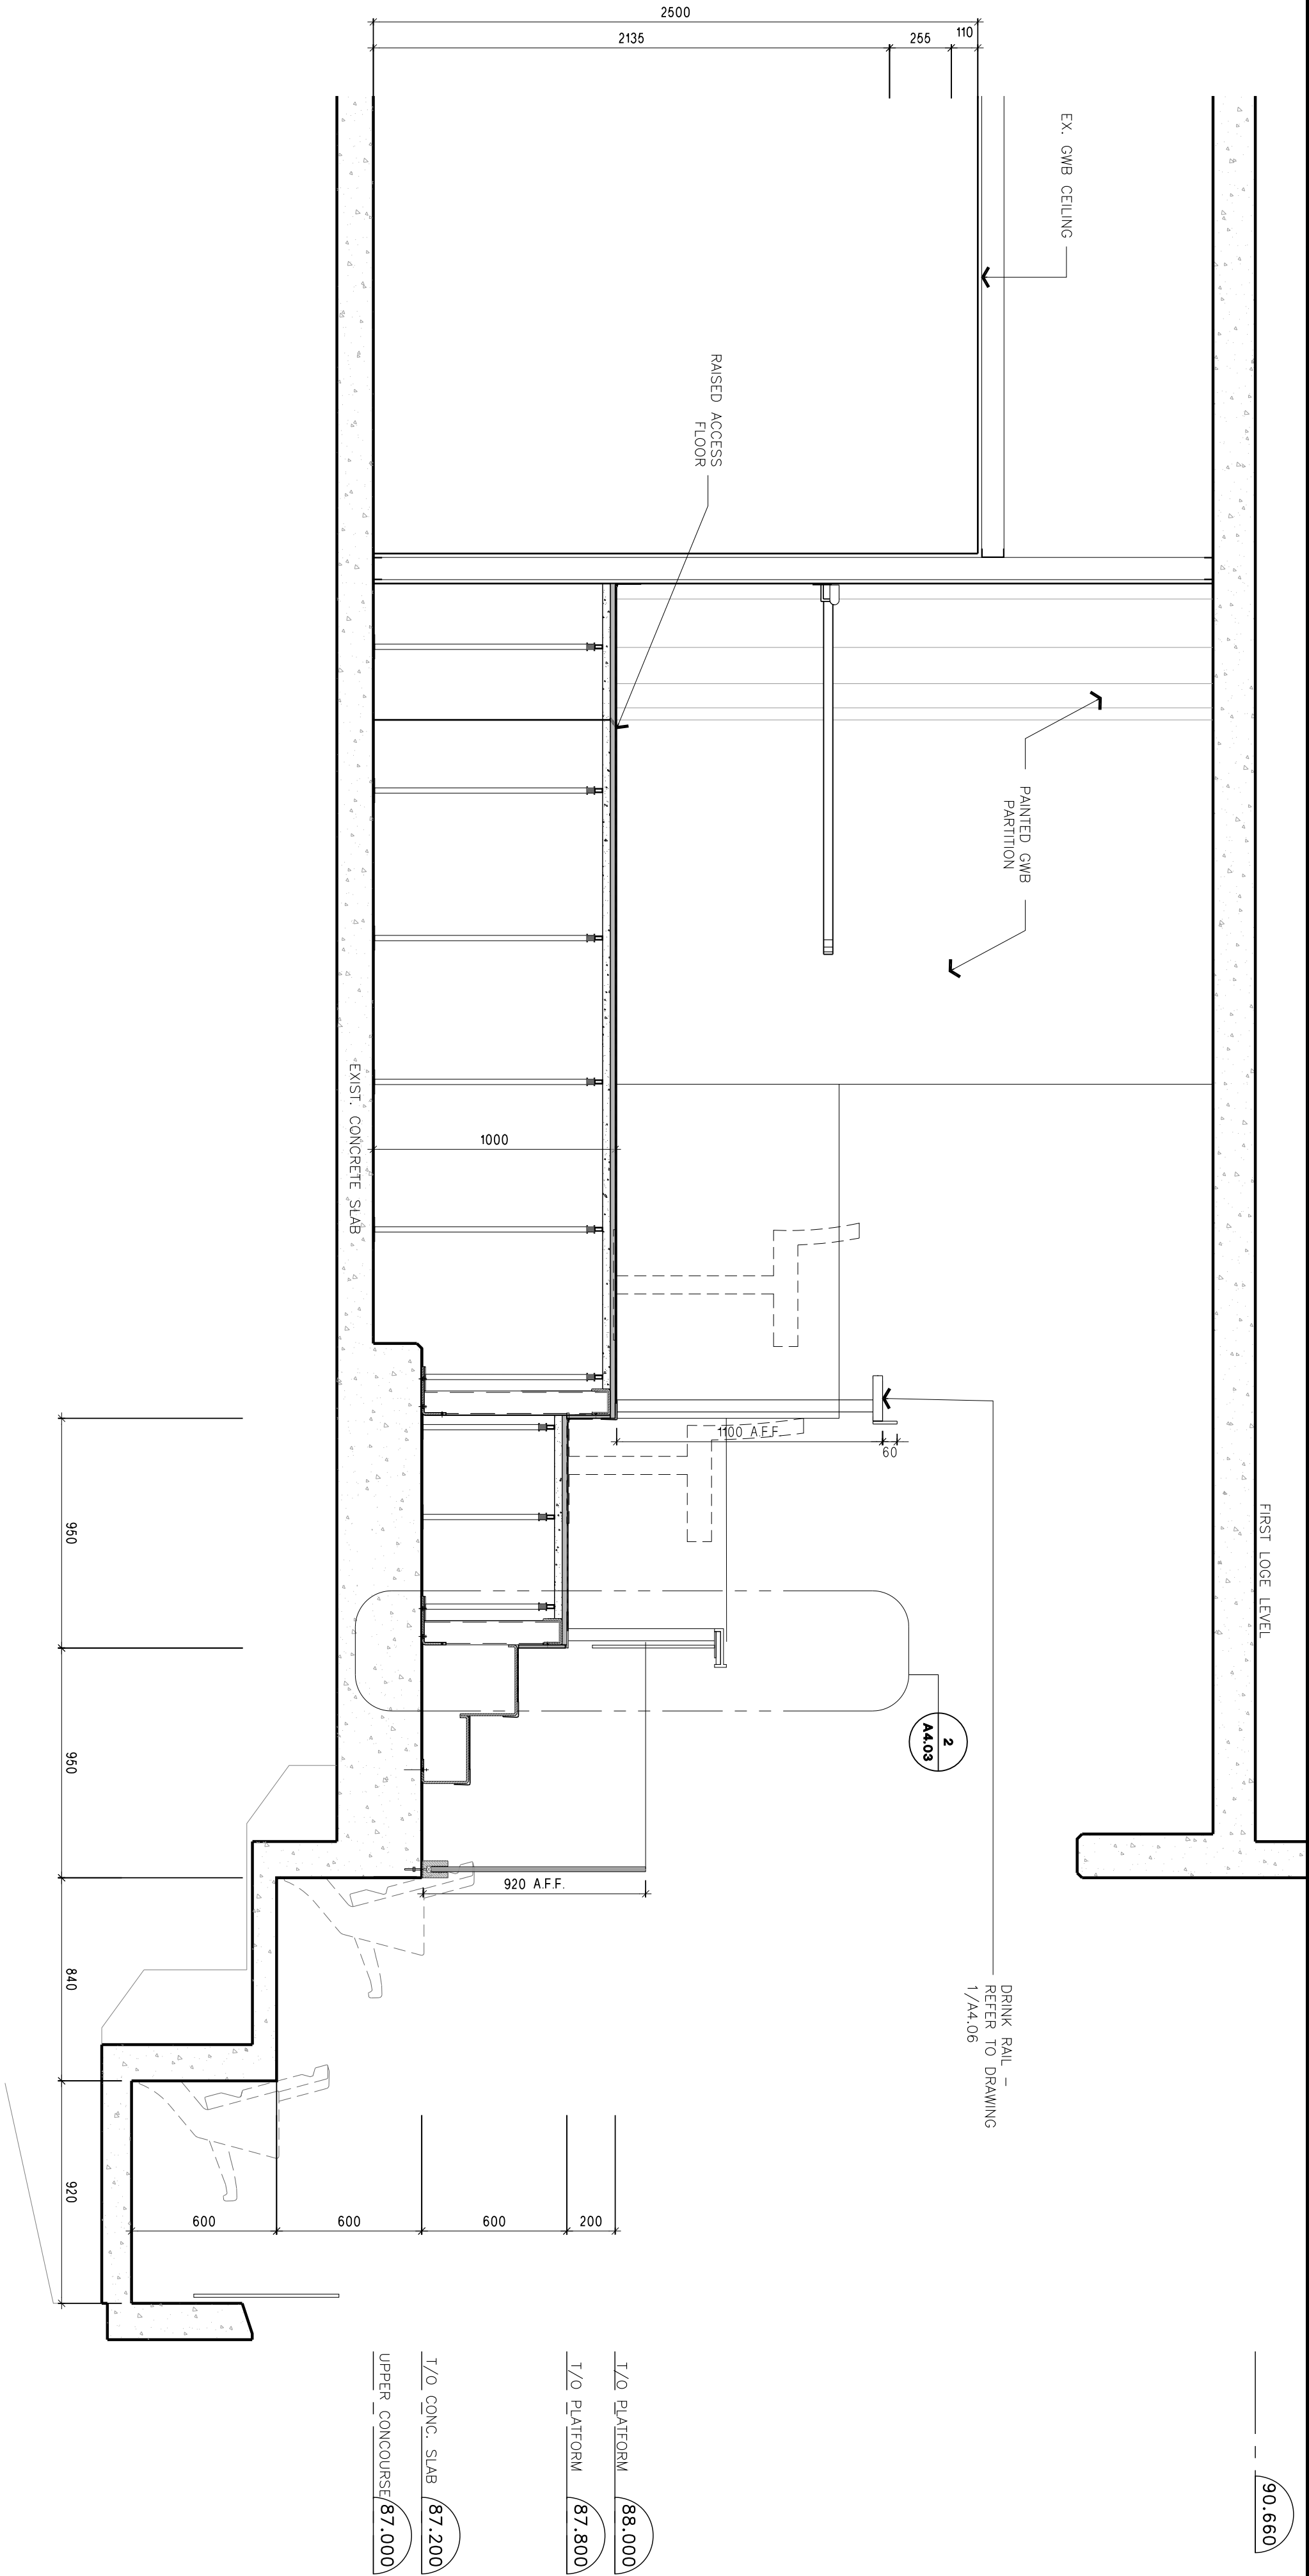 2500
2135
255
110
EX. GWB CEILING
RAISED ACCESS
FLOOR
PAINTED GWB
PARTITION
EXIST. CONCRETE SLAB
1000
1100 A.F.F.
60
FIRST LOGE LEVEL
2
A4.03
920 A.F.F.
DRINK RAIL –
REFER TO DRAWING
1/A4.06
950
950
840
920
600
600
600
200
UPPER CONCOURSE
87.000
T/O CONC. SLAB
87.200
T/O PLATFORM
87.800
T/O PLATFORM
88.000
90.660